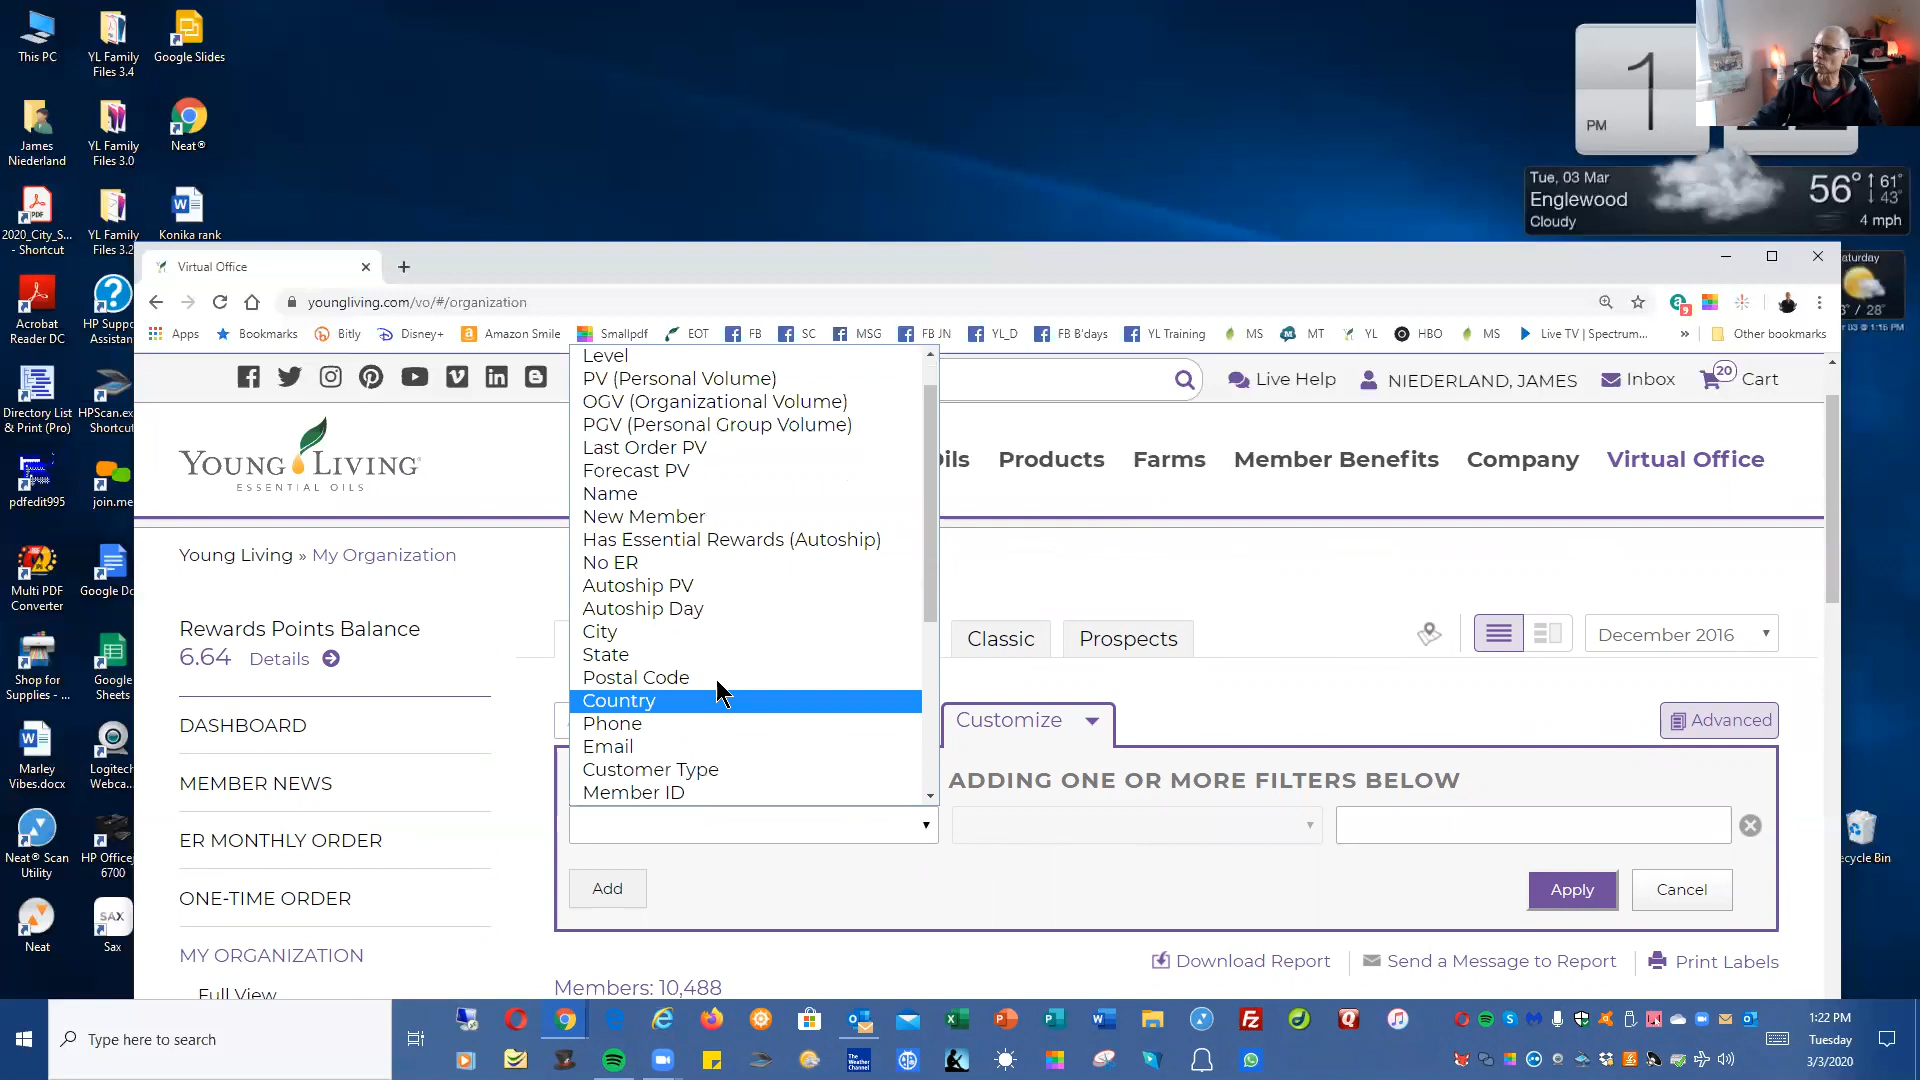 This PC
YL Family
Files 3.4
Google Slides
James
Niederland
YL Family
Files 3.0
Neat®
2020_City_S...
- Shortcut
YL Family
Files 3.2
Konika rank
Acrobat
Reader DC
HP Suppo
Assistan
Directory List
& Print (Pro)
HPScan.ex
Shortcu
pdfedit995
join.me
Multi PDF
Converter
Google Do
Shop for
Supplies - ...
Google
Sheets
Marley
Vibes.docx
Logitech
Webca...
Neat® Scan
Utility
HP Officej
6700
Neat
SAX
Sax
1
PM
Tue, 03 Mar
Englewood
Cloudy
56°
↑ 61°
↓ 43°
4 mph
aturday
° / 28°
ecycle Bin
Virtual Office
youngliving.com/vo/#/organization
Apps
Bookmarks
Bitly
Disney+
Amazon Smile
Smallpdf
EOT
FB
SC
MSG
FB JN
YL_D
FB B'days
YL Training
MS
MT
YL
HBO
MS
Live TV | Spectrum...
»
Other bookmarks
Live Help
NIEDERLAND, JAMES
Inbox
20
Cart
YOUNG LIVING
ESSENTIAL OILS
Oils
Products
Farms
Member Benefits
Company
Virtual Office
Level
PV (Personal Volume)
OGV (Organizational Volume)
PGV (Personal Group Volume)
Last Order PV
Forecast PV
Name
New Member
Has Essential Rewards (Autoship)
No ER
Autoship PV
Autoship Day
City
State
Postal Code
Country
Phone
Email
Customer Type
Member ID
Young Living » My Organization
Rewards Points Balance
6.64 Details
DASHBOARD
MEMBER NEWS
ER MONTHLY ORDER
ONE-TIME ORDER
MY ORGANIZATION
Full View
Classic
Prospects
December 2016
Customize
Advanced
ADDING ONE OR MORE FILTERS BELOW
Add
Apply
Cancel
Download Report
Send a Message to Report
Print Labels
Members: 10,488
Type here to search
1:22 PM
Tuesday
3/3/2020